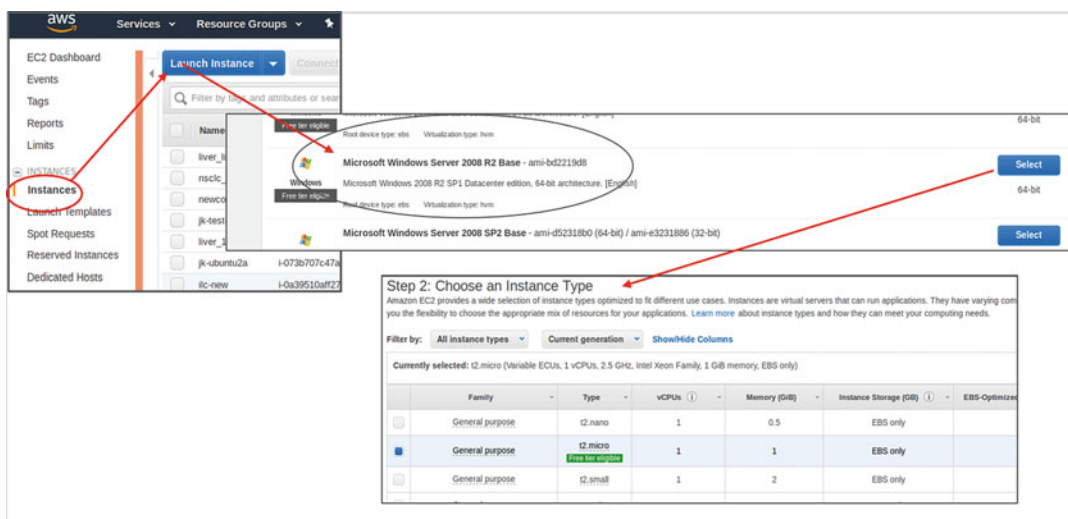 aws
Services
Resource Groups
EC2 Dashboard
Events
Tags
Reports
Limits
INSTANCES
Instances
Launch Templates
Spot Requests
Reserved Instances
Dedicated Hosts
Launch Instance
Connect
Filter by tags and attributes or sear
Name
liver_l
nsclc_
newco
jk-test
liver_1
jk-ubuntu2a i-073b707c47a
ilc-new i-0a39510aff27
Free tier eligible
Root device type: ebs Virtualization type: hvm
64-bit
Windows
Free tier eligible
Microsoft Windows Server 2008 R2 Base - ami-bd2219d8
Microsoft Windows 2008 R2 SP1 Datacenter edition, 64-bit architecture. [English]
Root device type: ebs Virtualization type: hvm
Select
64-bit
Microsoft Windows Server 2008 SP2 Base - ami-d52318b0 (64-bit) / ami-e3231886 (32-bit)
Select
Step 2: Choose an Instance Type
Amazon EC2 provides a wide selection of instance types optimized to fit different use cases. Instances are virtual servers that can run applications. They have varying com
you the flexibility to choose the appropriate mix of resources for your applications. Learn more about instance types and how they can meet your computing needs.
Filter by: All instance types Current generation Show/Hide Columns
Currently selected: t2.micro (Variable ECUs, 1 vCPUs, 2.5 GHz, Intel Xeon Family, 1 GiB memory, EBS only)
Family Type vCPUs Memory (GiB) Instance Storage (GB) EBS-Optimized
General purpose t2.nano 1 0.5 EBS only
General purpose t2.micro 1 1 EBS only
Free tier eligible
General purpose t2.small 1 2 EBS only